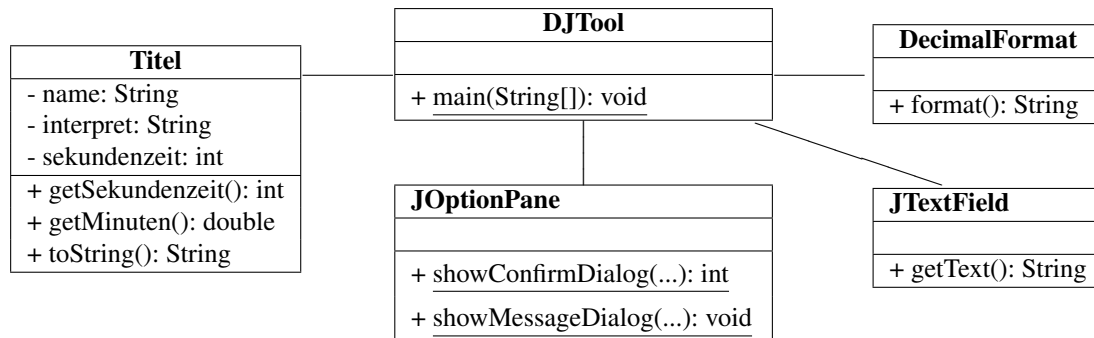 Titel
- name: String
- interpret: String
- sekundenzeit: int
+ getSekundenzeit(): int
+ getMinuten(): double
+ toString(): String
DJTool
+ main(String[]): void
JOptionPane
+ showConfirmDialog(...): int
+ showMessageDialog(...): void
DecimalFormat
+ format(): String
JTextField
+ getText(): String